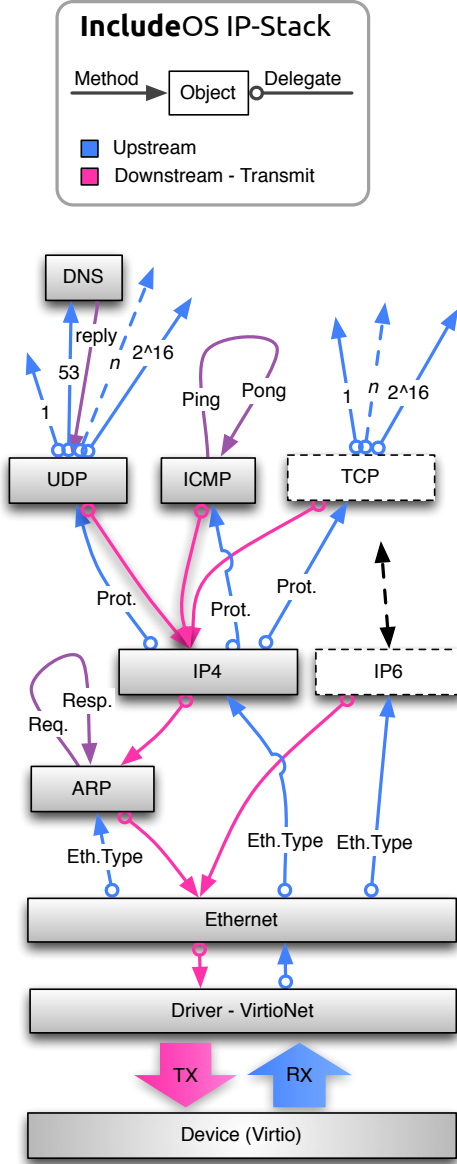 IncludeOS IP-Stack
Method
Object
Delegate
Upstream
Downstream - Transmit
DNS
reply
1
53
n
2^16
Ping
Pong
1
n
2^16
UDP
ICMP
TCP
Prot.
Prot.
Prot.
IP4
IP6
Req.
Resp.
ARP
Eth.Type
Eth.Type
Eth.Type
Ethernet
Driver - VirtioNet
TX
RX
Device (Virtio)